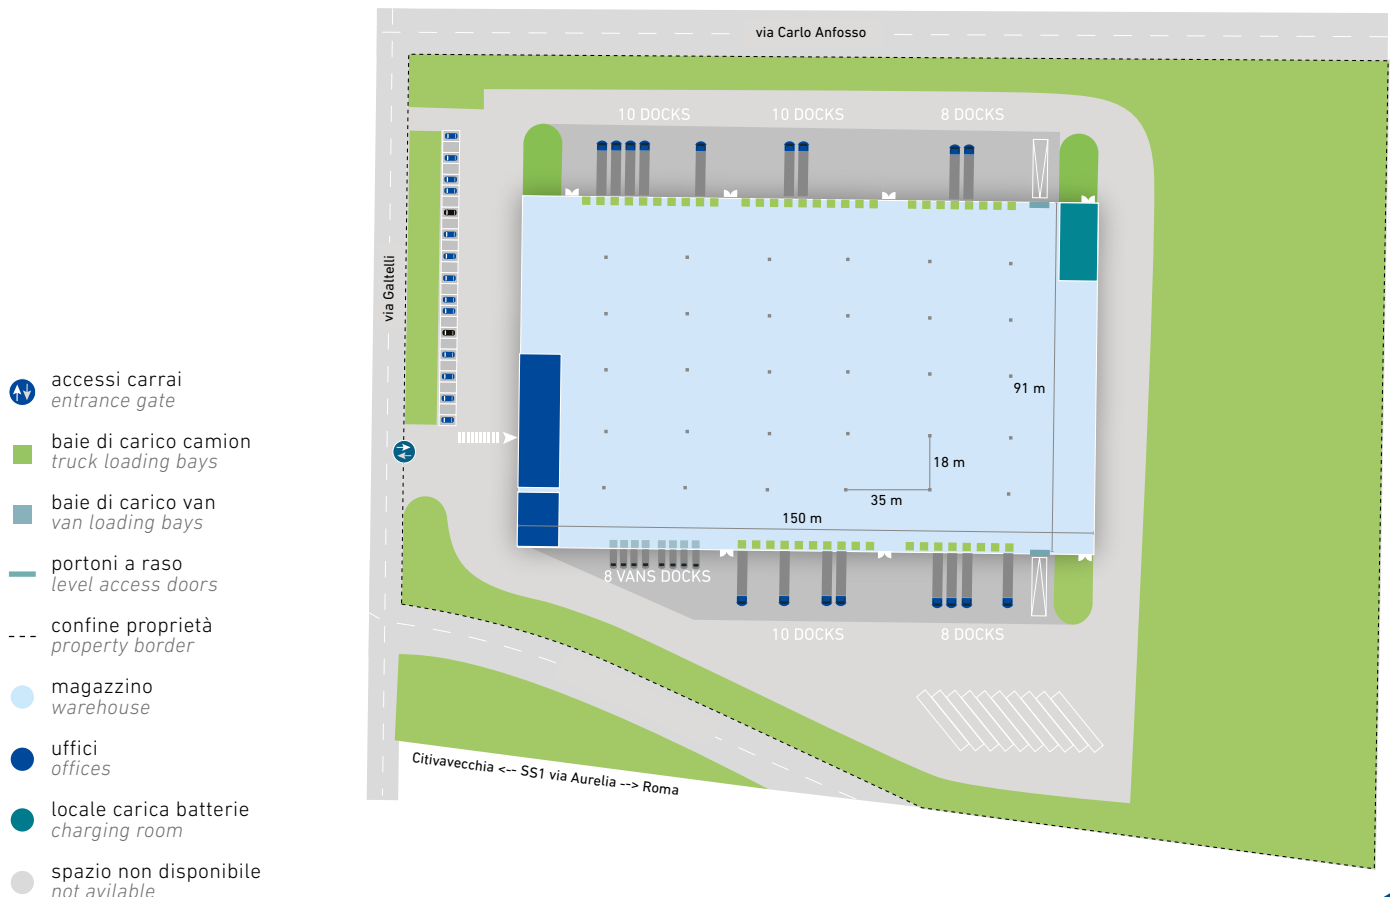 via Carlo Anfosso
10 DOCKS
10 DOCKS
8 DOCKS
via Galtelli
91 m
18 m
35 m
150 m
8 VANS DOCKS
10 DOCKS
8 DOCKS
Citivavecchia <-- SS1 via Aurelia --> Roma
accessi carrai
entrance gate
baie di carico camion
truck loading bays
baie di carico van
van loading bays
portoni a raso
level access doors
confine proprietà
property border
magazzino
warehouse
uffici
offices
locale carica batterie
charging room
spazio non disponibile
not avilable